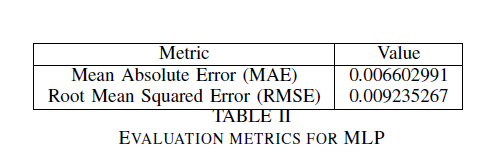 Metric Value
Mean Absolute Error (MAE) 0.006602991
Root Mean Squared Error (RMSE) 0.009235267
TABLE II
EVALUATION METRICS FOR MLP